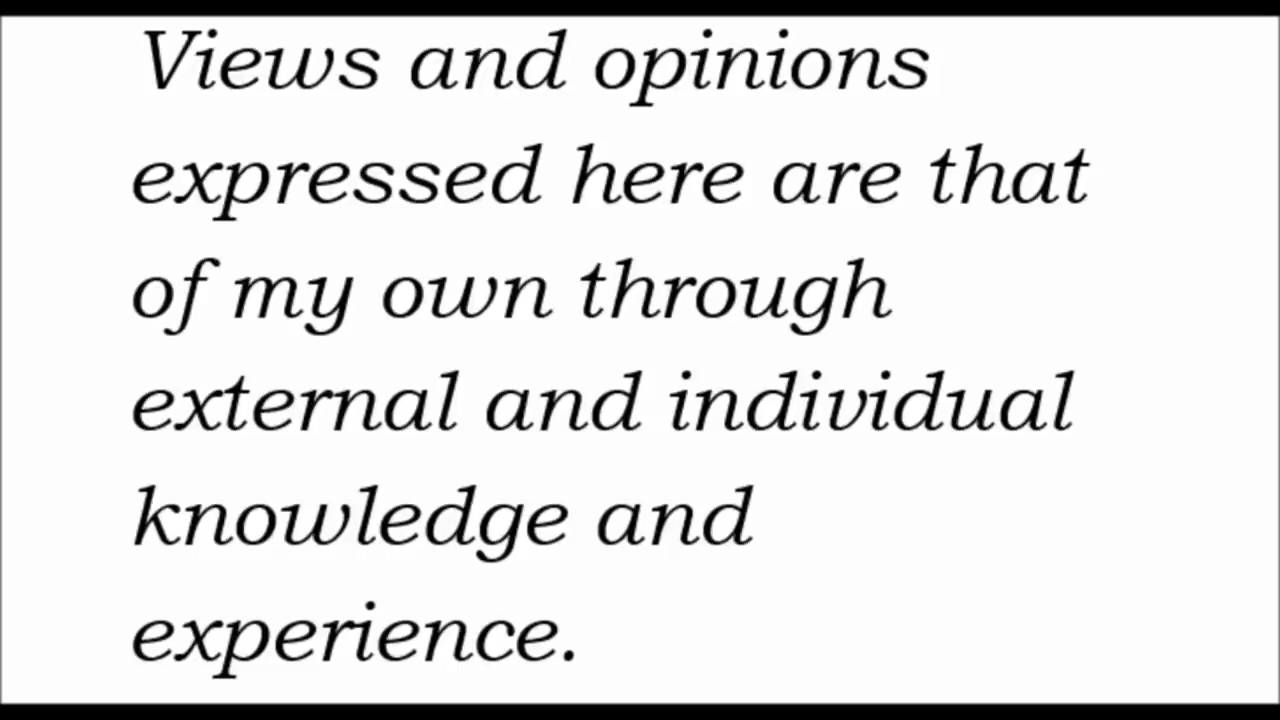 Views and opinions
expressed here are that
of my own through
external and individual
knowledge and
experience.